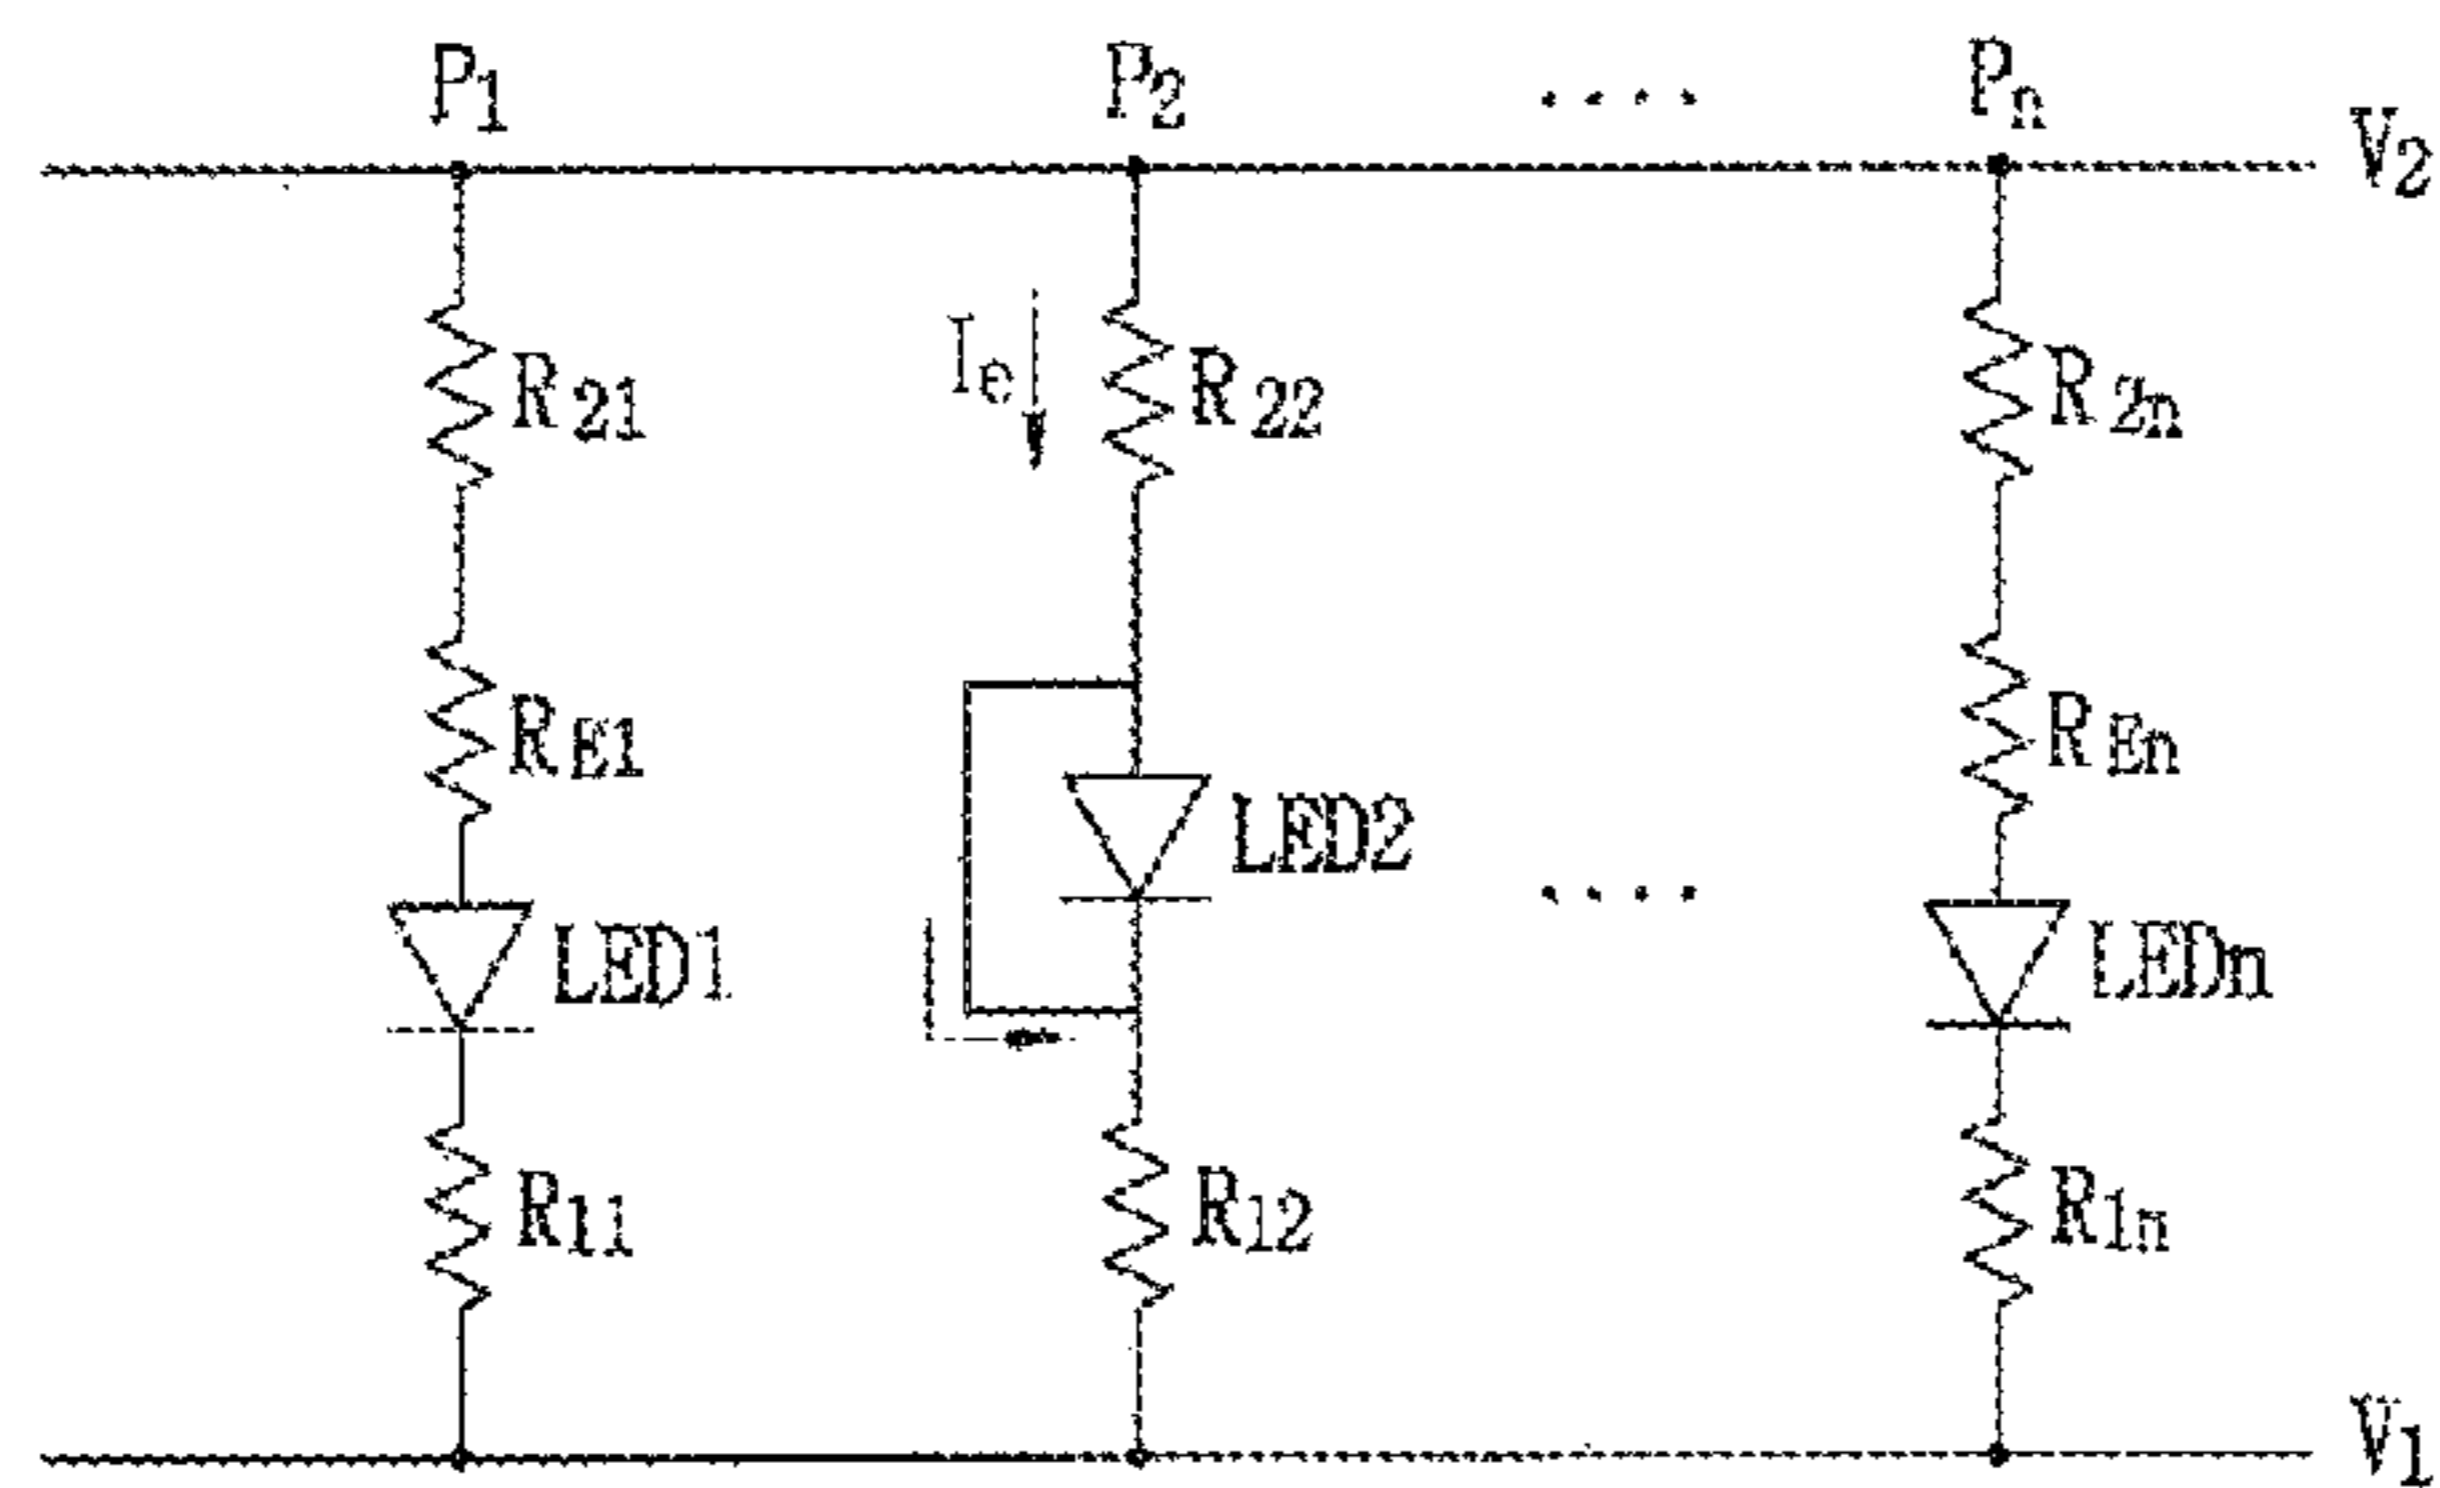 P1 P2 .... Pn
V2
R21 Ie R22 R2n
RE1 REn
LED2
LED1 .... LEDn
R11 R12 R1n
V1